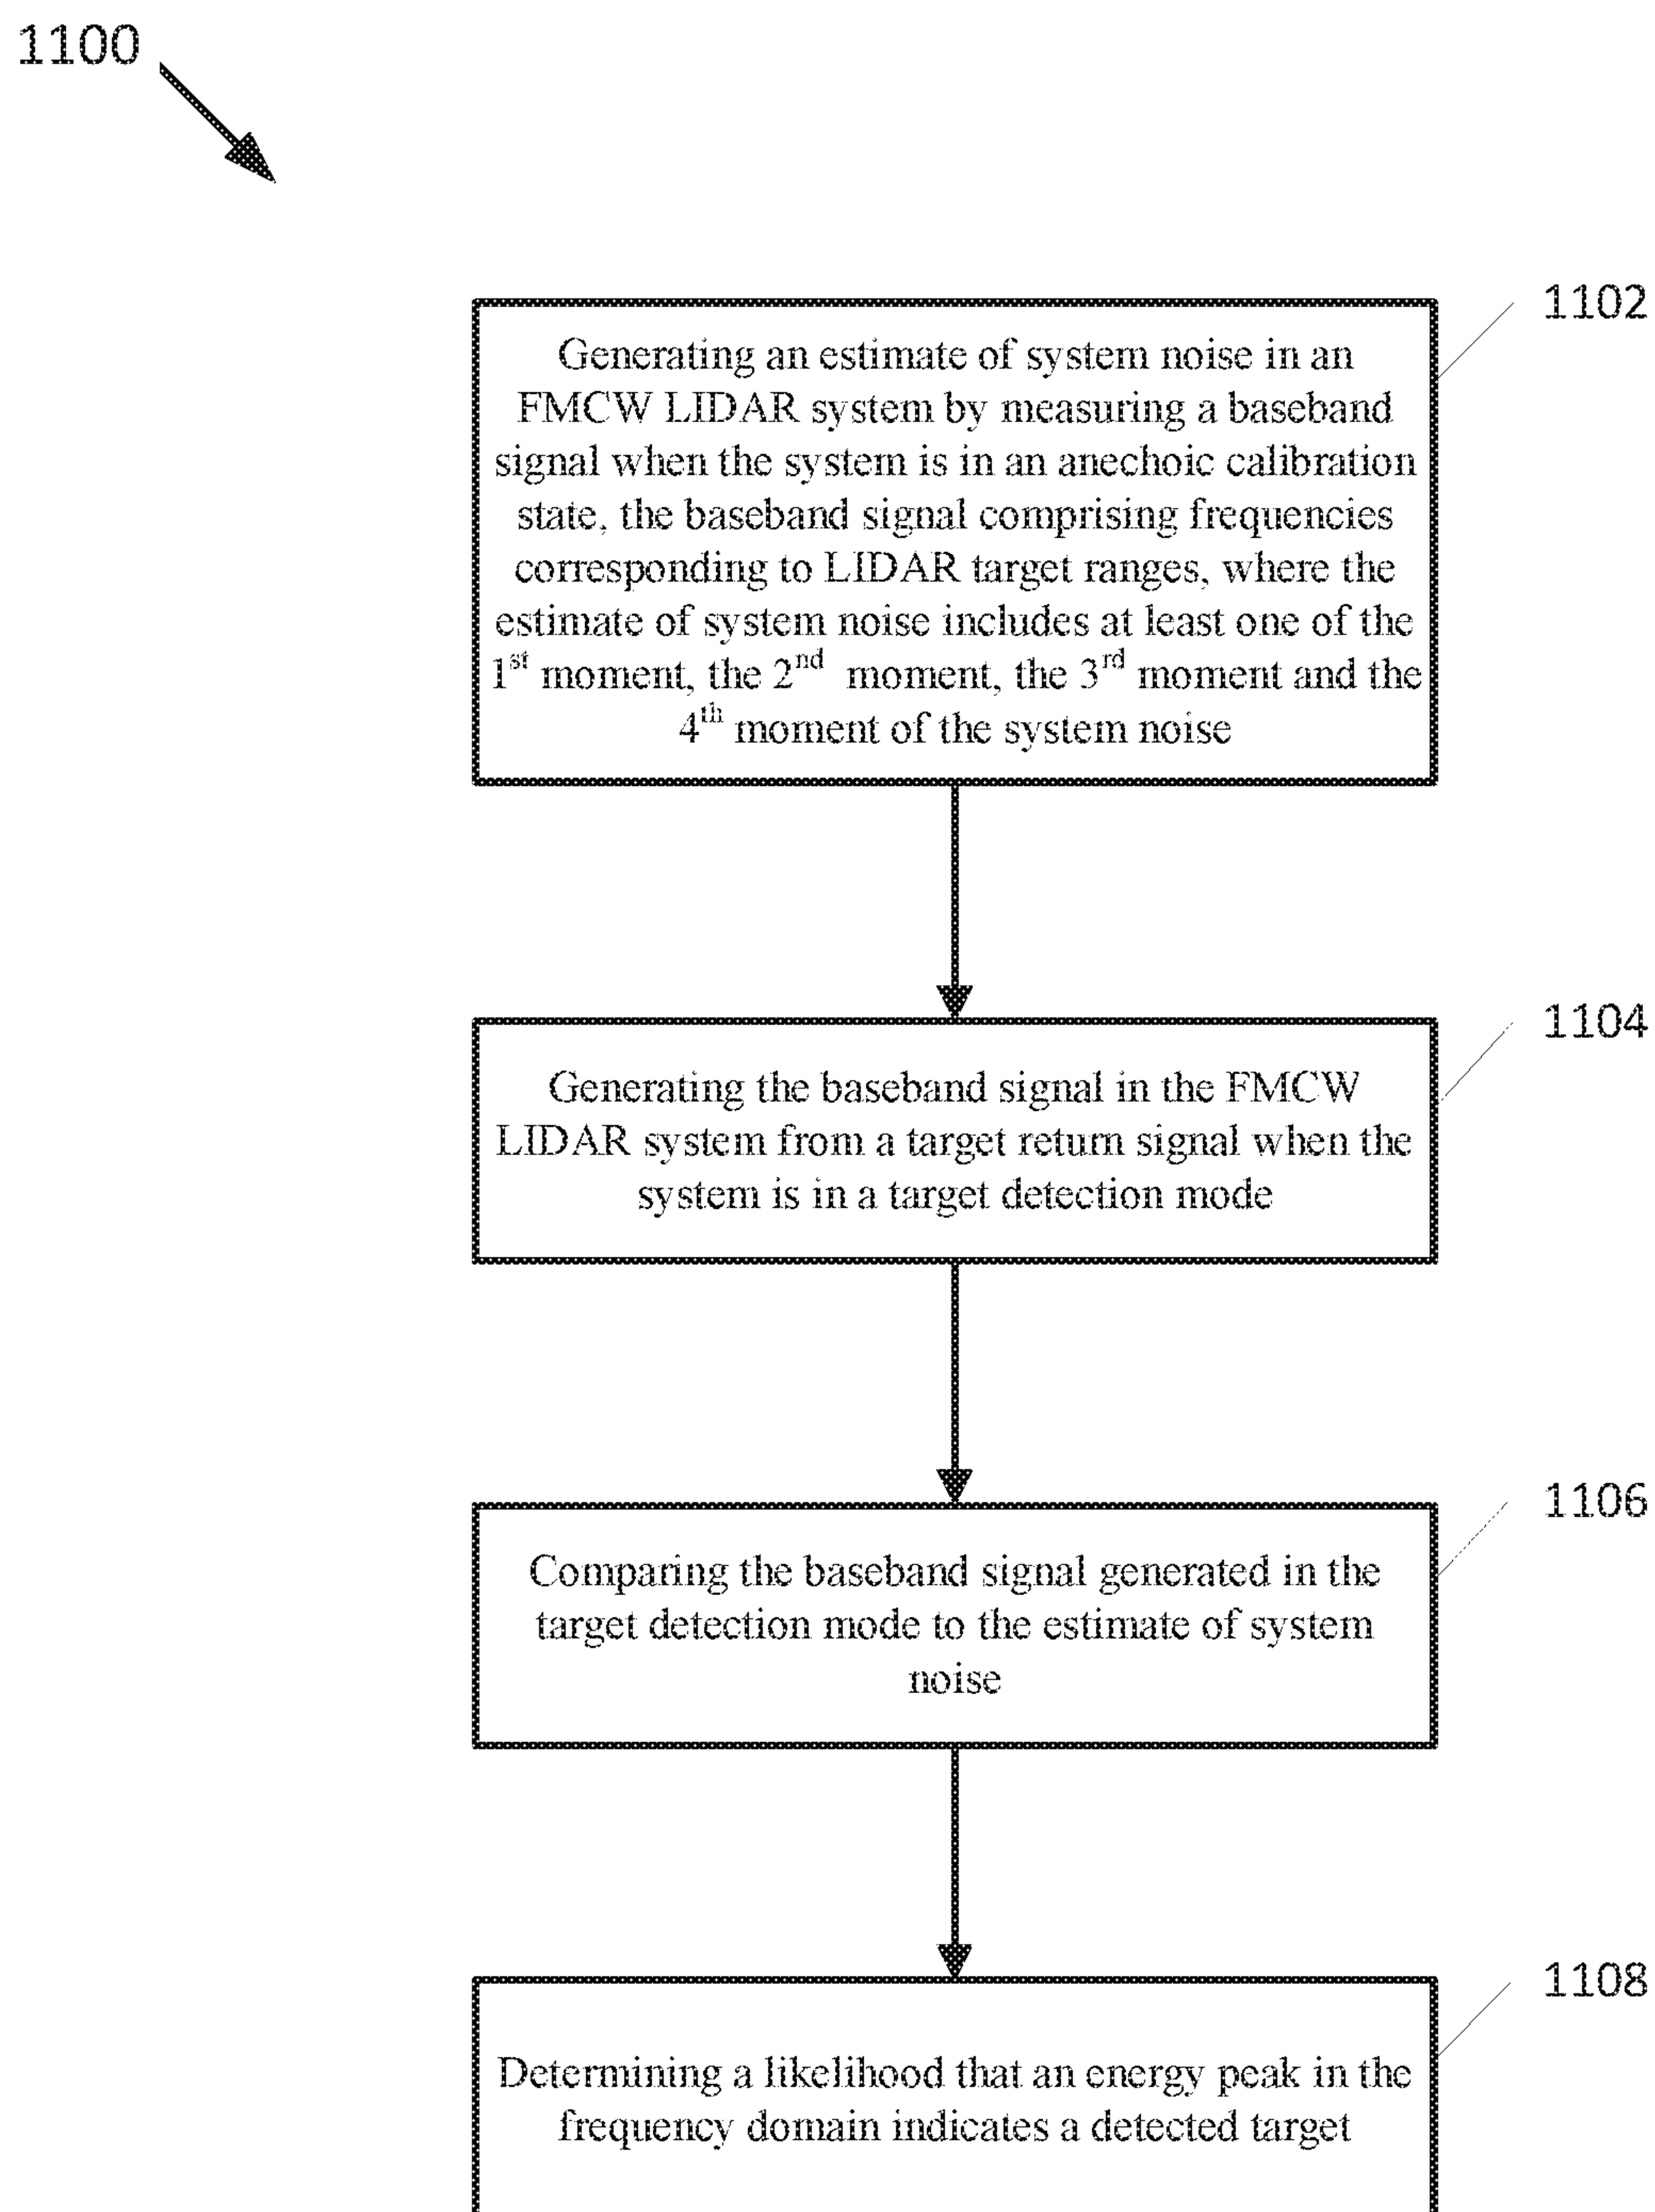 1100
1102
Generating an estimate of system noise in an
FMCW LIDAR system by measuring a baseband
signal when the system is in an anechoic calibration
state, the baseband signal comprising frequencies
corresponding to LIDAR target ranges, where the
estimate of system noise includes at least one of the
1st moment, the 2nd moment, the 3rd moment and the
4th moment of the system noise
1104
Generating the baseband signal in the FMCW
LIDAR system from a target return signal when the
system is in a target detection mode
1106
Comparing the baseband signal generated in the
target detection mode to the estimate of system
noise
1108
Determining a likelihood that an energy peak in the
frequency domain indicates a detected target